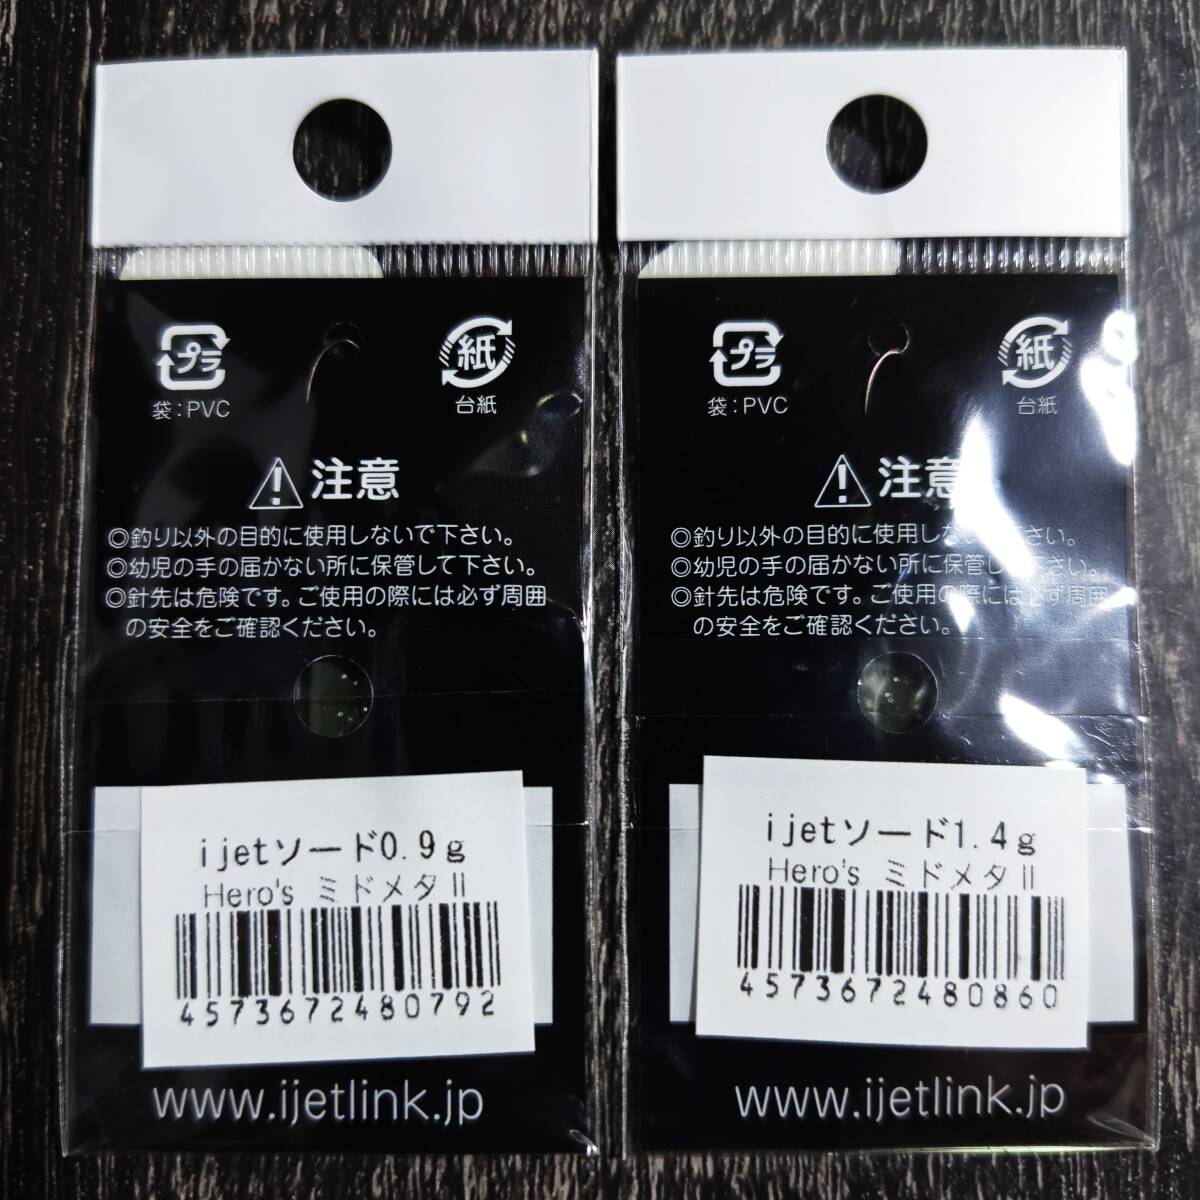 プラ
紙
袋：PVC
台紙
注意
◎釣り以外の目的に使用しないで下さい。
◎幼児の手の届かない所に保管して下さい。
◎針先は危険です。ご使用の際には必ず周囲
の安全をご確認ください。
ijetソード0.9g
Hero's ミドメタII
4573672480792
www.ijetlink.jp
プラ
紙
袋：PVC
台紙
注意
◎釣り以外の目的に使用しないで下さい。
◎幼児の手の届かない所に保管して下さい。
◎針先は危険です。ご使用の際には必ず周囲
の安全をご確認ください。
ijetソード1.4g
Hero's ミドメタII
4573672480860
www.ijetlink.jp